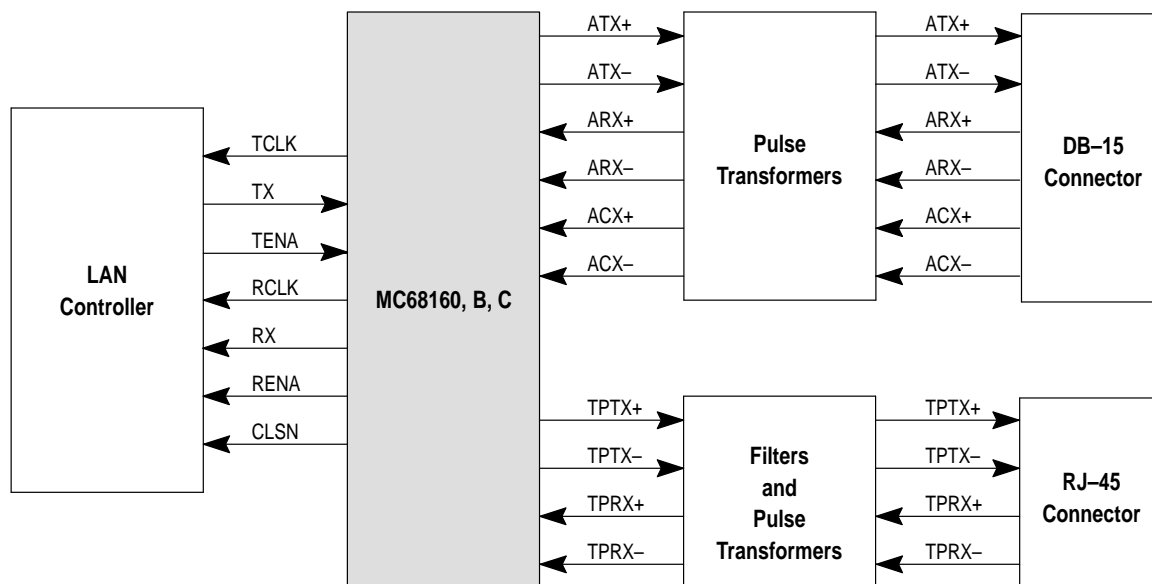 LAN
Controller
TCLK
TX
TENA
RCLK
RX
RENA
CLSN
MC68160, B, C
ATX+
ATX–
ARX+
ARX–
ACX+
ACX–
Pulse
Transformers
ATX+
ATX–
ARX+
ARX–
ACX+
ACX–
DB–15
Connector
TPTX+
TPTX–
TPRX+
TPRX–
Filters
and
Pulse
Transformers
TPTX+
TPTX–
TPRX+
TPRX–
RJ–45
Connector